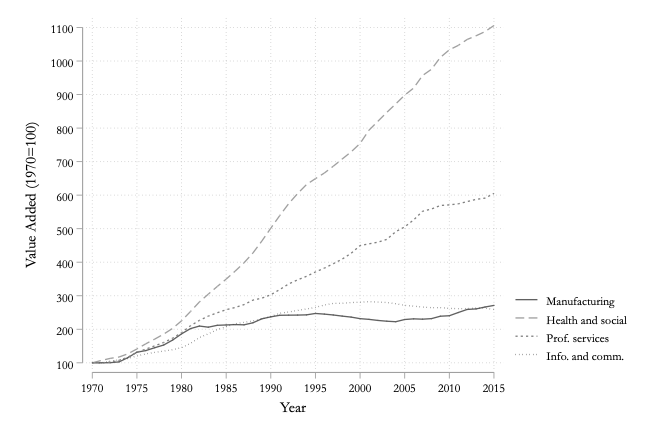 1100
1000
900
800
700
600
500
400
300
200
100
Value Added (1970=100)
1970 1975 1980 1985 1990 1995 2000 2005 2010 2015
Year
Manufacturing
Health and social
Prof. services
Info. and comm.